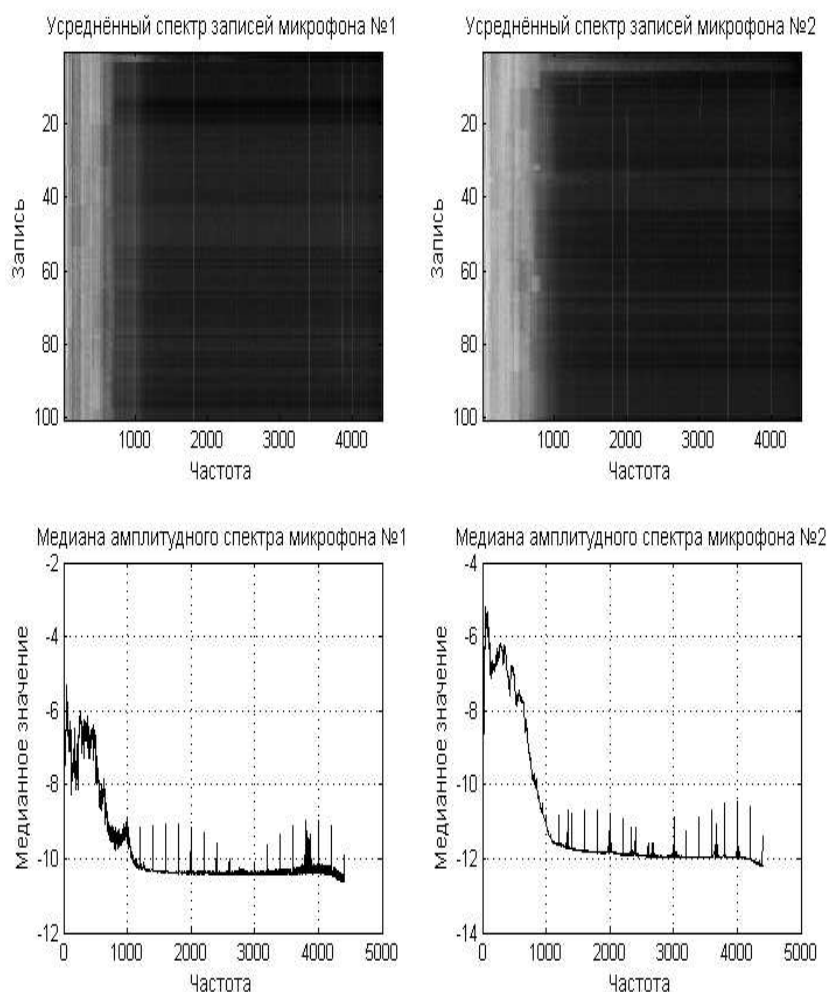 Усреднённый спектр записей микрофона №1
20
40
60
80
100
Запись
1000 2000 3000 4000
Частота
Усреднённый спектр записей микрофона №2
20
40
60
80
100
Запись
1000 2000 3000 4000
Частота
Медиана амплитудного спектра микрофона №1
-2
-4
-6
-8
-10
-12
Медианное значение
0 1000 2000 3000 4000 5000
Частота
Медиана амплитудного спектра микрофона №2
-4
-6
-8
-10
-12
-14
Медианное значение
0 1000 2000 3000 4000 5000
Частота